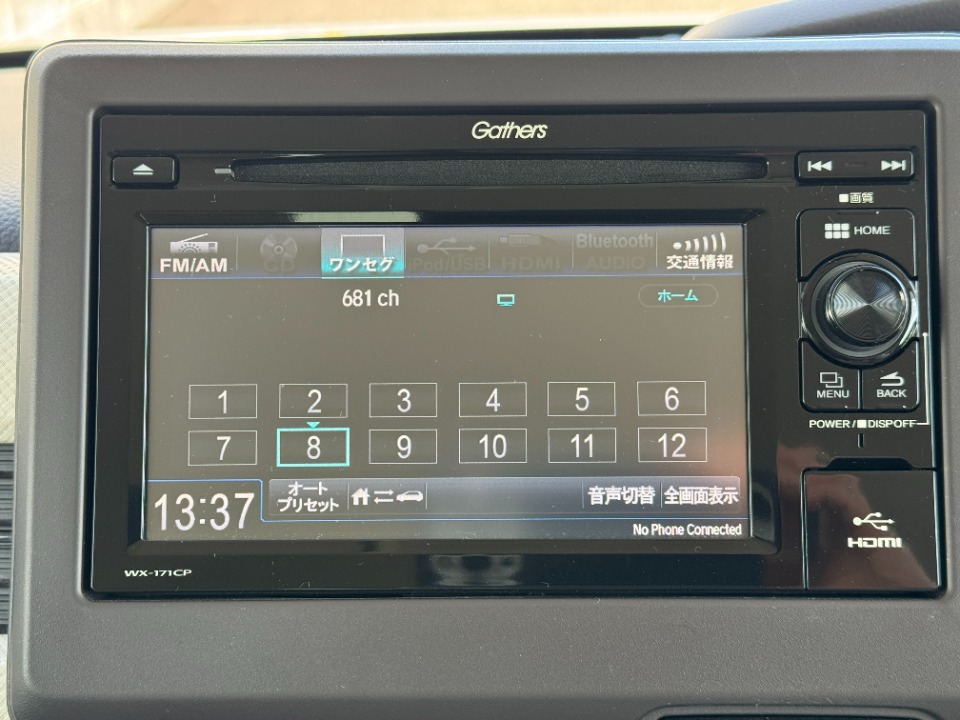 Gathers
画質
HOME
FM/AM CD ワンセグ iPod/USB HDMI Bluetooth AUDIO 交通情報
681 ch ホーム
1 2 3 4 5 6
7 8 9 10 11 12
MENU BACK
POWER / DISPOFF
13:37 オート プリセット 音声切替 全画面表示
No Phone Connected
HDMI
WX-171CP